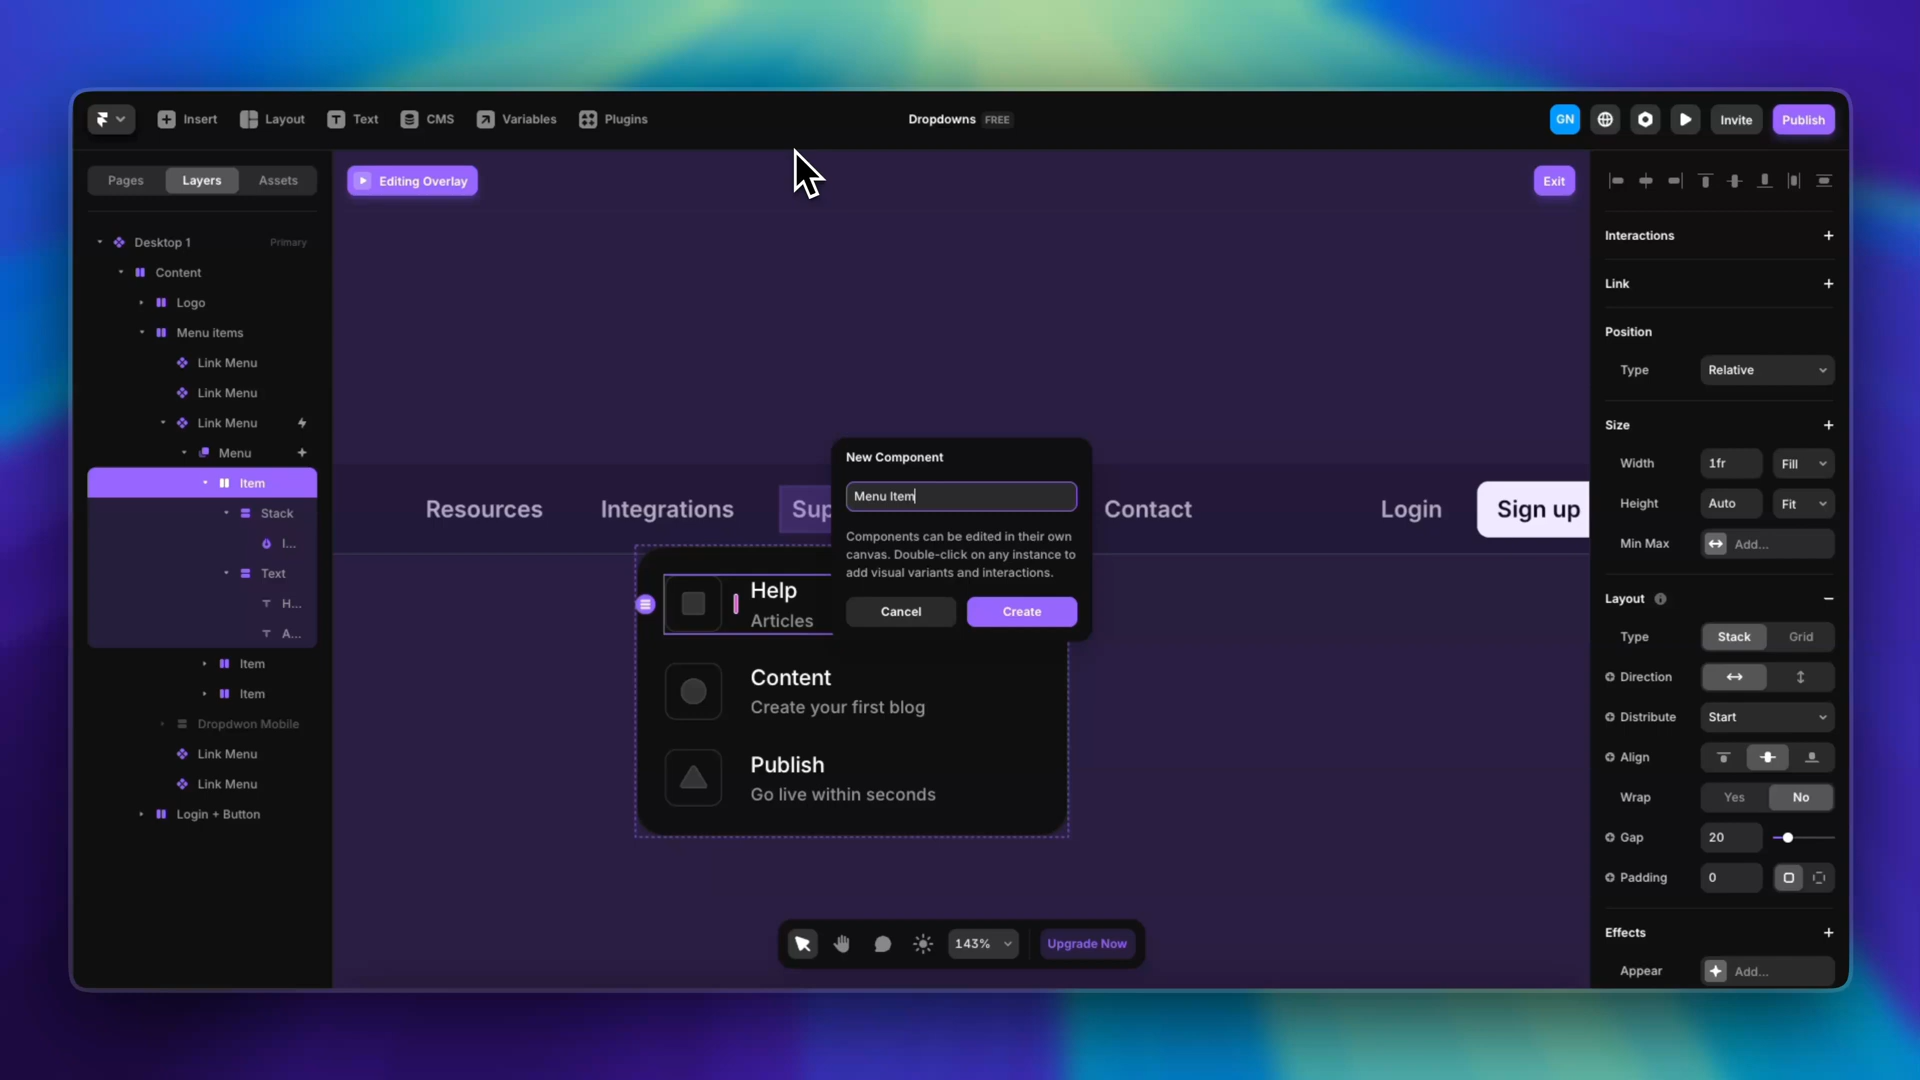 Insert
Layout
Text
CMS
Variables
Plugins
Dropdowns FREE
GN
Invite
Publish
Pages
Layers
Assets
Editing Overlay
Exit
Desktop 1 Primary
Content
Logo
Menu items
Link Menu
Link Menu
Link Menu
Menu
Item
Stack
I...
Text
H...
A...
Item
Item
Dropdwon Mobile
Link Menu
Link Menu
Login + Button
Resources
Integrations
Sup
Contact
Login
Sign up
New Component
Menu Item
Components can be edited in their own
canvas. Double-click on any instance to
add visual variants and interactions.
Cancel
Create
Help
Articles
Content
Create your first blog
Publish
Go live within seconds
143%
Upgrade Now
Interactions
Link
Position
Type Relative
Size
Width 1fr Fill
Height Auto Fit
Min Max Add...
Layout
Type Stack Grid
Direction
Distribute Start
Align
Wrap Yes No
Gap 20
Padding 0
Effects
Appear Add...